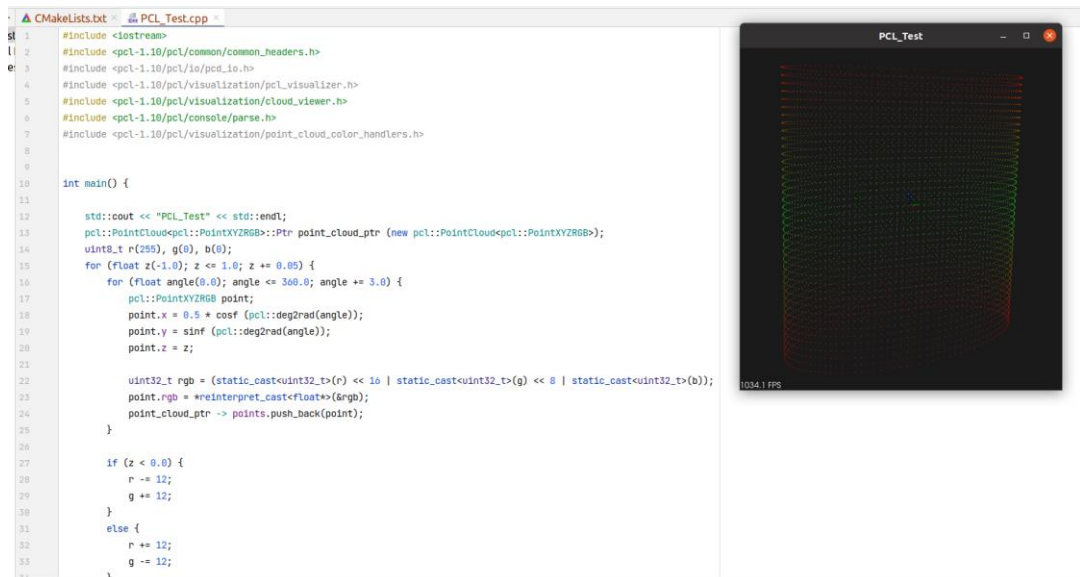 CMakeLists.txt
PCL_Test.cpp
1 #include <iostream>
2 #include <pcl-1.10/pcl/common/common_headers.h>
3 #include <pcl-1.10/pcl/io/pcd_io.h>
4 #include <pcl-1.10/pcl/visualization/pcl_visualizer.h>
5 #include <pcl-1.10/pcl/visualization/cloud_viewer.h>
6 #include <pcl-1.10/pcl/console/parse.h>
7 #include <pcl-1.10/pcl/visualization/point_cloud_color_handlers.h>
8
9
10 int main() {
11
12     std::cout << "PCL_Test" << std::endl;
13     pcl::PointCloud<pcl::PointXYZRGB>::Ptr point_cloud_ptr (new pcl::PointCloud<pcl::PointXYZRGB>);
14     uint8_t r(255), g(0), b(0);
15     for (float z(-1.0); z <= 1.0; z += 0.05) {
16         for (float angle(0.0); angle <= 360.0; angle += 3.0) {
17             pcl::PointXYZRGB point;
18             point.x = 0.5 * cosf (pcl::deg2rad(angle));
19             point.y = sinf (pcl::deg2rad(angle));
20             point.z = z;
21
22             uint32_t rgb = (static_cast<uint32_t>(r) << 16 | static_cast<uint32_t>(g) << 8 | static_cast<uint32_t>(b));
23             point.rgb = *reinterpret_cast<float*>(&rgb);
24             point_cloud_ptr -> points.push_back(point);
25         }
26
27         if (z < 0.0) {
28             r -= 12;
29             g += 12;
30         }
31         else {
32             r += 12;
33             g -= 12;
PCL_Test
1034.1 FPS